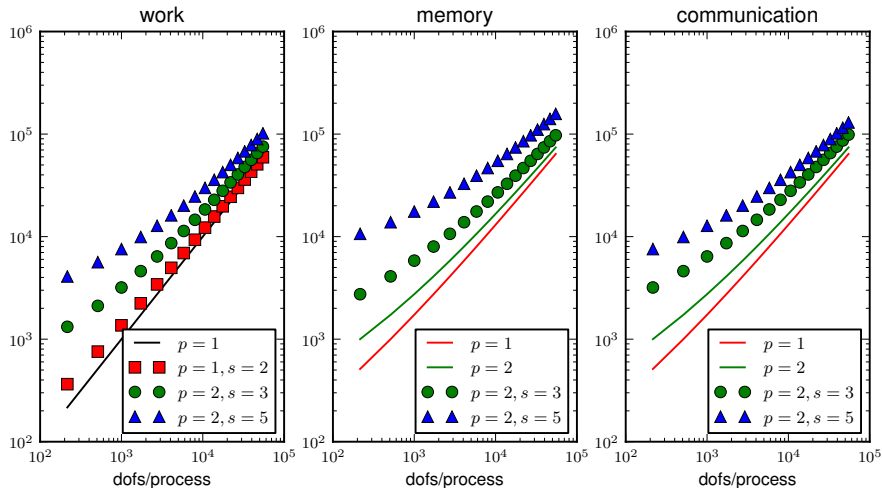 work
memory
communication
10^6
10^5
10^4
10^3
10^2
10^2
10^3
10^4
10^5
dofs/process
p = 1
p = 1, s = 2
p = 2, s = 3
p = 2, s = 5
10^6
10^5
10^4
10^3
10^2
10^2
10^3
10^4
10^5
dofs/process
p = 1
p = 2
p = 2, s = 3
p = 2, s = 5
10^6
10^5
10^4
10^3
10^2
10^2
10^3
10^4
10^5
dofs/process
p = 1
p = 2
p = 2, s = 3
p = 2, s = 5